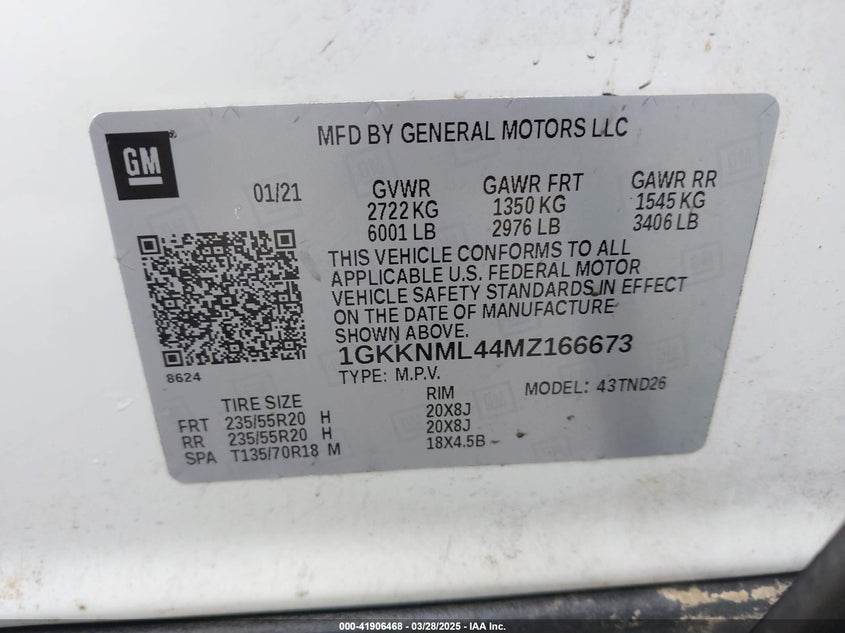 GM
MFD BY GENERAL MOTORS LLC
01/21
GVWR GAWR FRT GAWR RR
2722 KG 1350 KG 1545 KG
6001 LB 2976 LB 3406 LB
THIS VEHICLE CONFORMS TO ALL
APPLICABLE U.S. FEDERAL MOTOR
VEHICLE SAFETY STANDARDS IN EFFECT
ON THE DATE OF MANUFACTURE
SHOWN ABOVE.
1GKKNML44MZ166673
8624
TYPE: M.P.V. MODEL: 43TND26
TIRE SIZE RIM
FRT 235/55R20 H 20X8J
RR 235/55R20 H 20X8J
SPA T135/70R18 M 18X4.5B
000-41906468 - 03/28/2025 - IAA Inc.